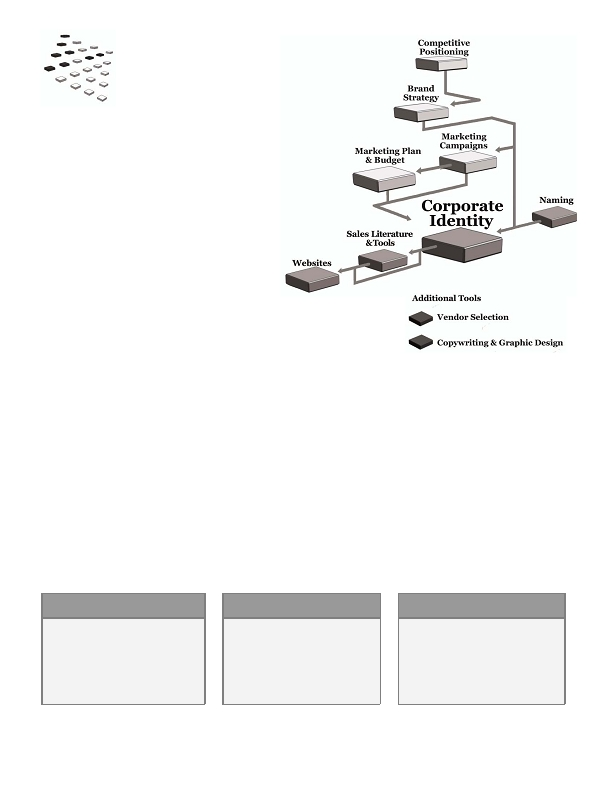 Competitive
Positioning
Brand
Strategy
Marketing
Campaigns
Marketing Plan
& Budget
Naming
Corporate
Identity
Sales Literature
&Tools
Websites
Additional Tools
Vendor Selection
Copywriting & Graphic Design